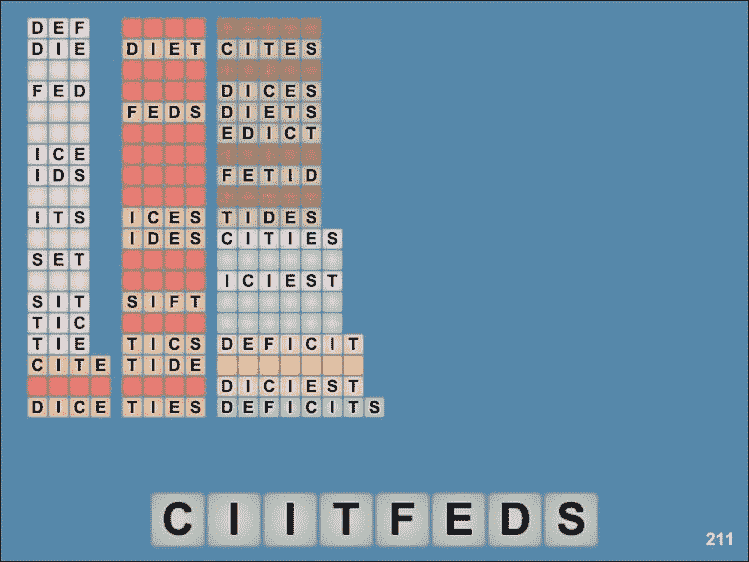 DEF
DIE DIET CITES
FED DICES
FEDS DIETS
EDICT
ICE
IDS FETID
ITS ICES TIDES
IDES CITIES
SET
ICIEST
SIT SIFT
TIC
TIE TICS DEFICIT
CITE TIDE
DICIEST
DICE TIES DEFICITS
CIITFEDS
211